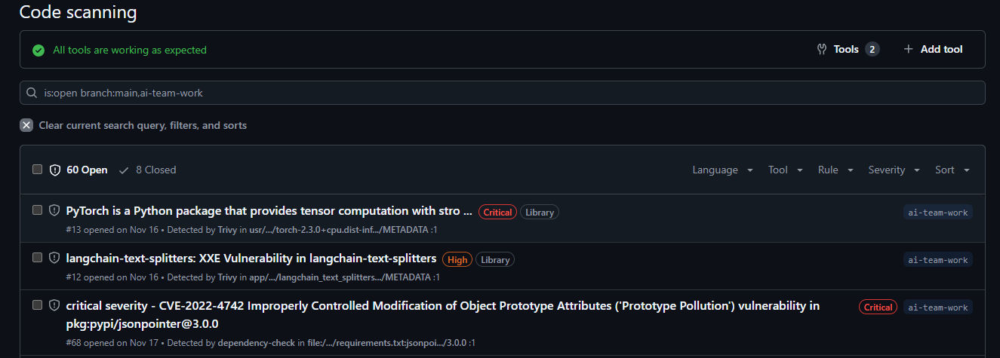 Code scanning
All tools are working as expected
Tools 2
Add tool
is:open branch:main,ai-team-work
Clear current search query, filters, and sorts
60 Open 8 Closed
Language Tool Rule Severity Sort
PyTorch is a Python package that provides tensor computation with stro ... Critical Library
ai-team-work
#13 opened on Nov 16 • Detected by Trivy in usr/.../torch-2.3.0+cpu.dist-inf.../METADATA :1
langchain-text-splitters: XXE Vulnerability in langchain-text-splitters High Library
ai-team-work
#12 opened on Nov 16 • Detected by Trivy in app/.../langchain_text_splitters.../METADATA :1
critical severity - CVE-2022-4742 Improperly Controlled Modification of Object Prototype Attributes ('Prototype Pollution') vulnerability in
pkg:pypi/jsonpointer@3.0.0
Critical ai-team-work
#68 opened on Nov 17 • Detected by dependency-check in file:/.../requirements.txt:jsonpoi.../3.0.0 :1